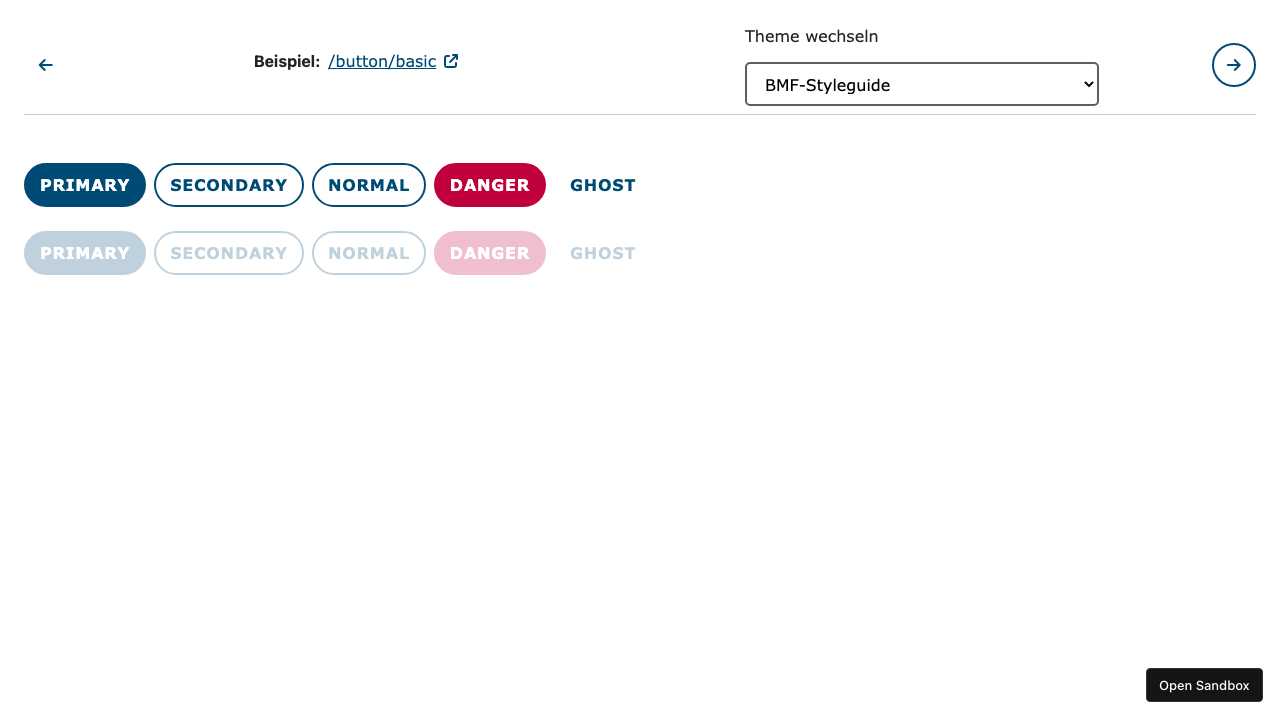 Beispiel: /button/basic
Theme wechseln
BMF-Styleguide
PRIMARY SECONDARY NORMAL DANGER GHOST
PRIMARY SECONDARY NORMAL DANGER GHOST
Open Sandbox